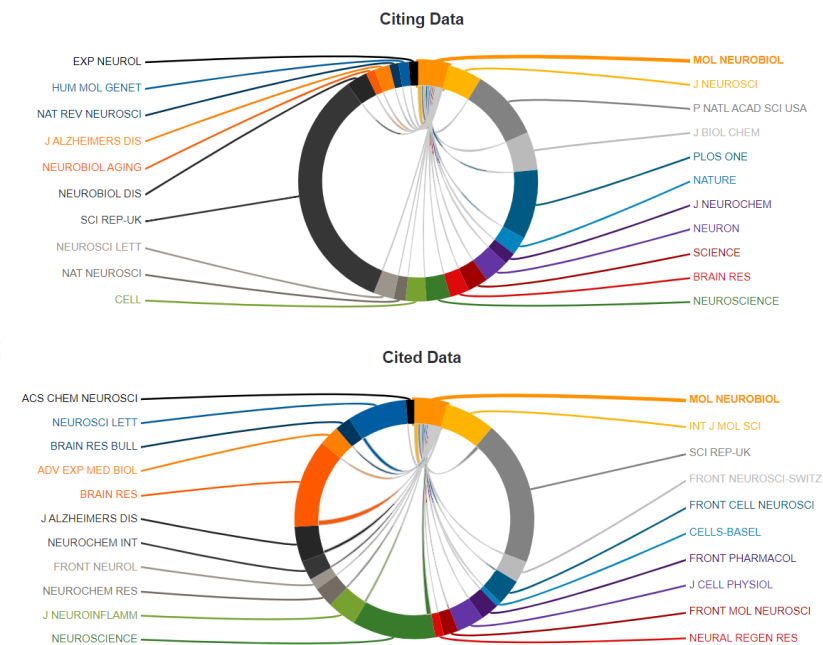 Citing Data
EXP NEUROL
HUM MOL GENET
NAT REV NEUROSCI
J ALZHEIMERS DIS
NEUROBIOL AGING
NEUROBIOL DIS
SCI REP-UK
NEUROSCI LETT
NAT NEUROSCI
CELL
MOL NEUROBIOL
J NEUROSCI
P NATL ACAD SCI USA
J BIOL CHEM
PLOS ONE
NATURE
J NEUROCHEM
NEURON
SCIENCE
BRAIN RES
NEUROSCIENCE
Cited Data
ACS CHEM NEUROSCI
NEUROSCI LETT
BRAIN RES BULL
ADV EXP MED BIOL
BRAIN RES
J ALZHEIMERS DIS
NEUROCHEM INT
FRONT NEUROL
NEUROCHEM RES
J NEUROINFLAMM
NEUROSCIENCE
MOL NEUROBIOL
INT J MOL SCI
SCI REP-UK
FRONT NEUROSCI-SWITZ
FRONT CELL NEUROSCI
CELLS-BASEL
FRONT PHARMACOL
J CELL PHYSIOL
FRONT MOL NEUROSCI
NEURAL REGEN RES